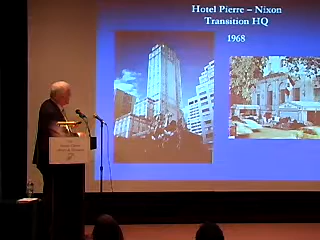 Hotel Pierre – Nixon
Transition HQ
1968